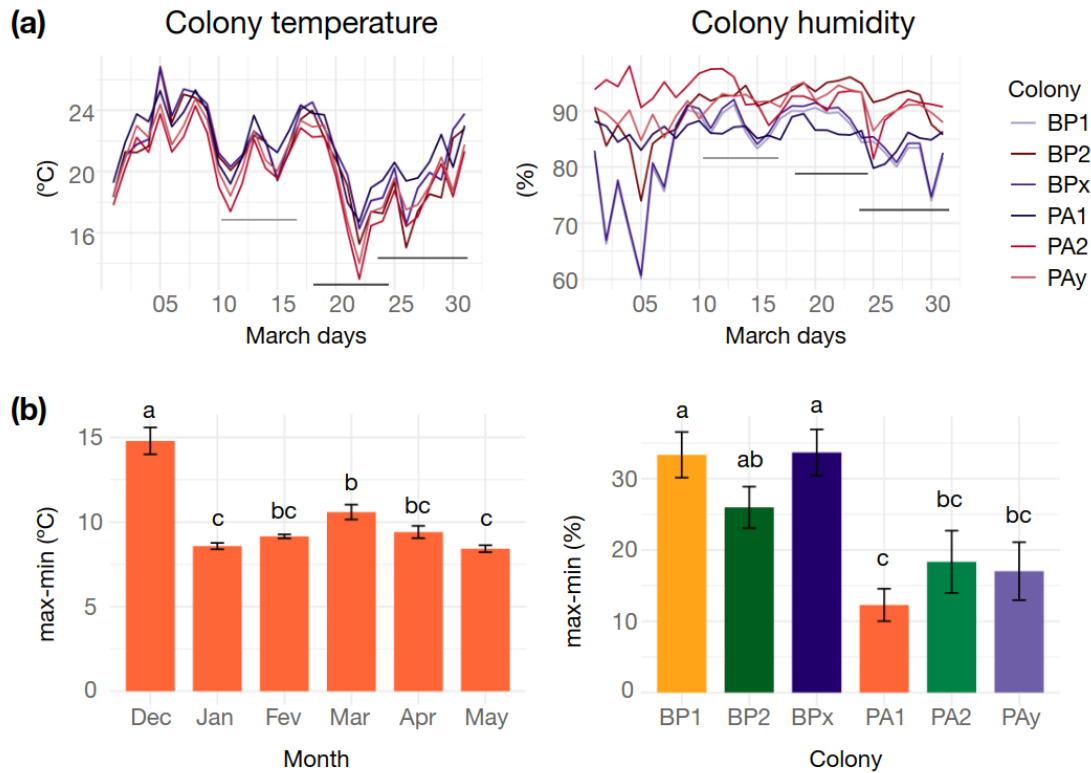 (a)
Colony temperature
24
20
16
(ºC)
05 10 15 20 25 30
March days
Colony humidity
90
80
70
60
(%)
05 10 15 20 25 30
March days
Colony
BP1
BP2
BPx
PA1
PA2
PAy
(b)
15
10
5
0
max-min (ºC)
a c bc b bc c
Dec Jan Fev Mar Apr May
Month
30
20
10
0
max-min (%)
a ab a c bc bc
BP1 BP2 BPx PA1 PA2 PAy
Colony